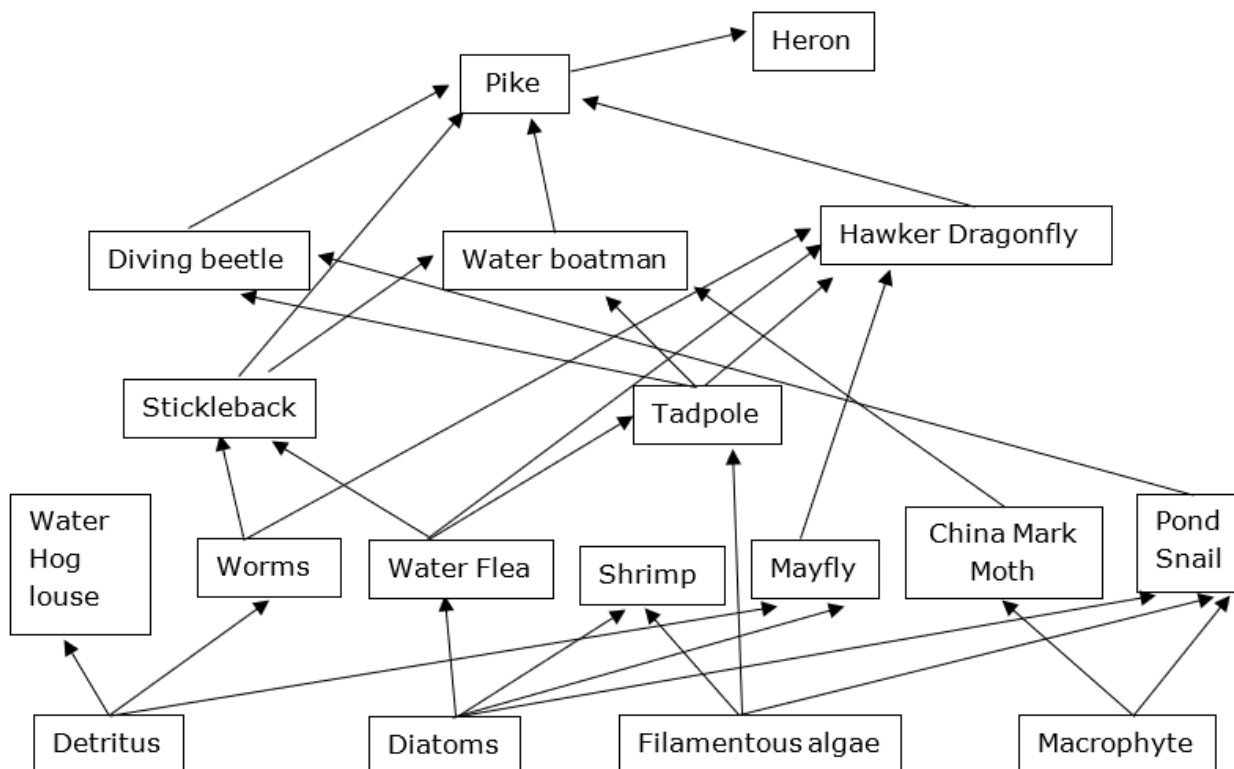 Heron
Pike
Hawker Dragonfly
Diving beetle
Water boatman
Stickleback
Tadpole
Water
Hog
louse
Worms
Water Flea
Shrimp
Mayfly
China Mark
Moth
Pond
Snail
Detritus
Diatoms
Filamentous algae
Macrophyte